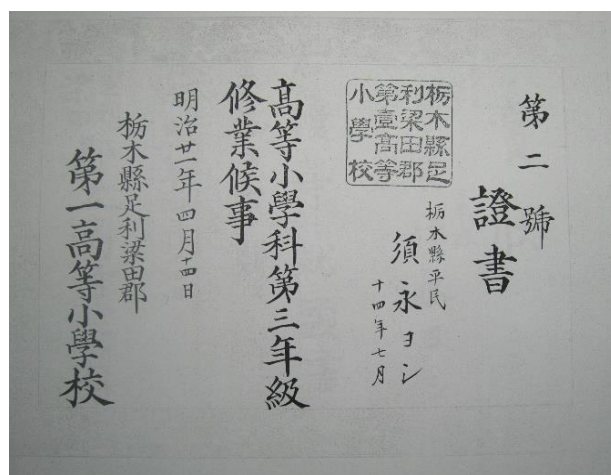 第二號
證書
栃木縣足
利梁田郡
第壹高等
小學校
栃木縣平民
須永ヨシ
十四年七月
高等小學科第三年級
修業候事
明治廿一年四月十四日
栃木縣足利梁田郡
第一高等小學校